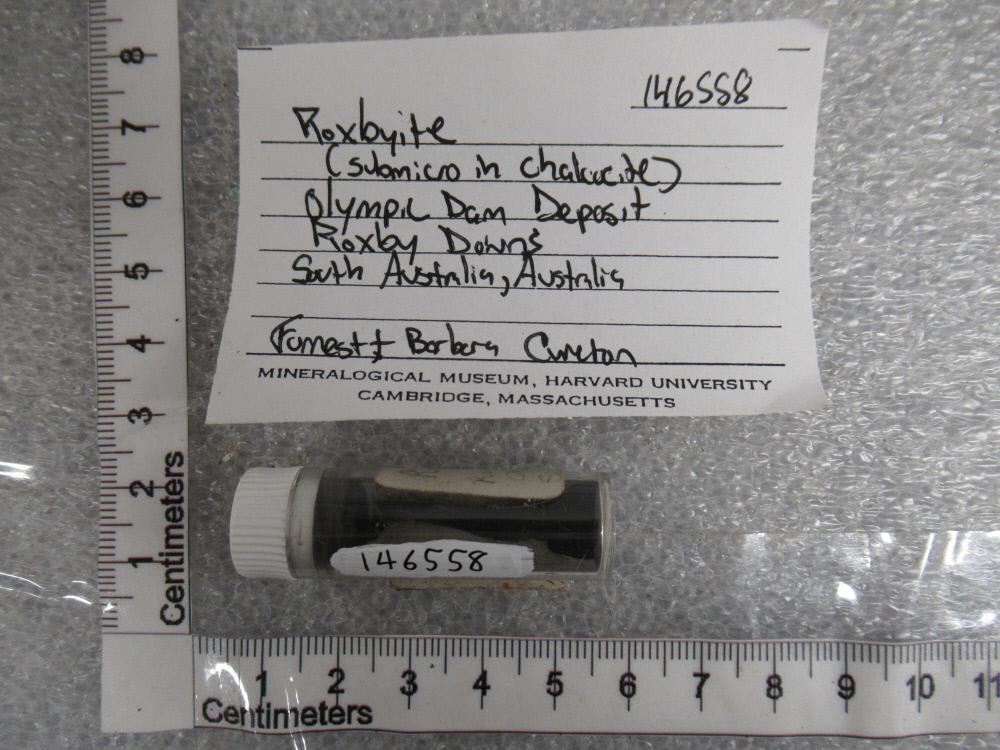 146558
Roxbyite
(submicro in chalcocite)
Olympic Dam Deposit
Roxby Downs
South Australia, Australia
Forrest + Barbara Cureton
MINERALOGICAL MUSEUM, HARVARD UNIVERSITY
CAMBRIDGE, MASSACHUSETTS
146558
8
7
6
5
4
3
2
1
Centimeters
1 2 3 4 5 6 7 8 9 10 11
Centimeters